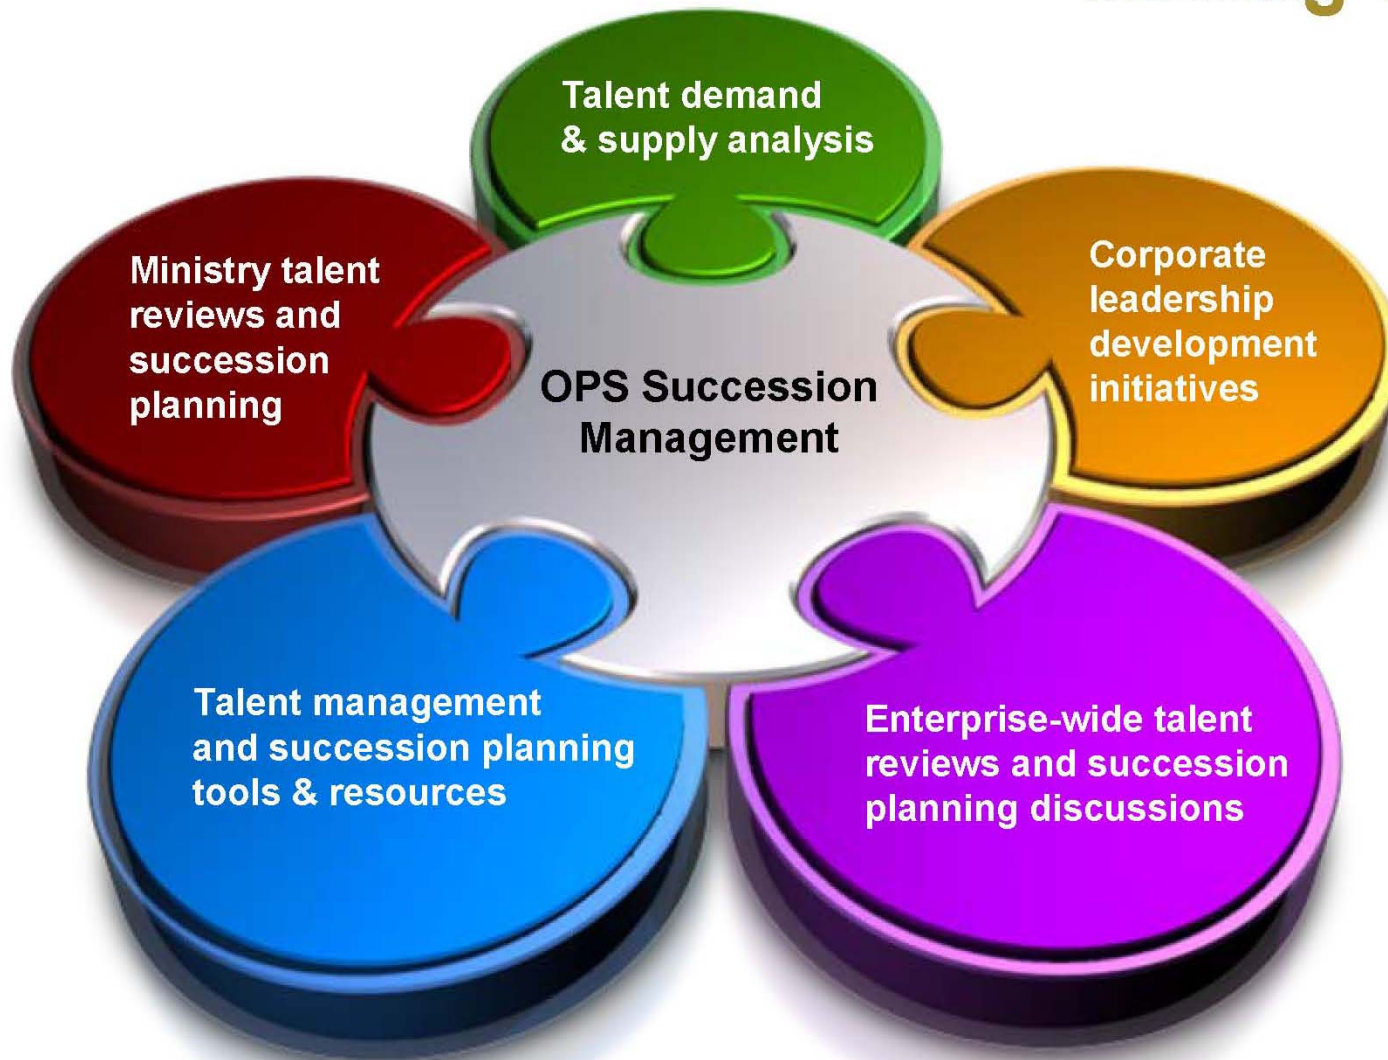 Talent demand
& supply analysis
Ministry talent
reviews and
succession
planning
Corporate
leadership
development
initiatives
OPS Succession
Management
Talent management
and succession planning
tools & resources
Enterprise-wide talent
reviews and succession
planning discussions